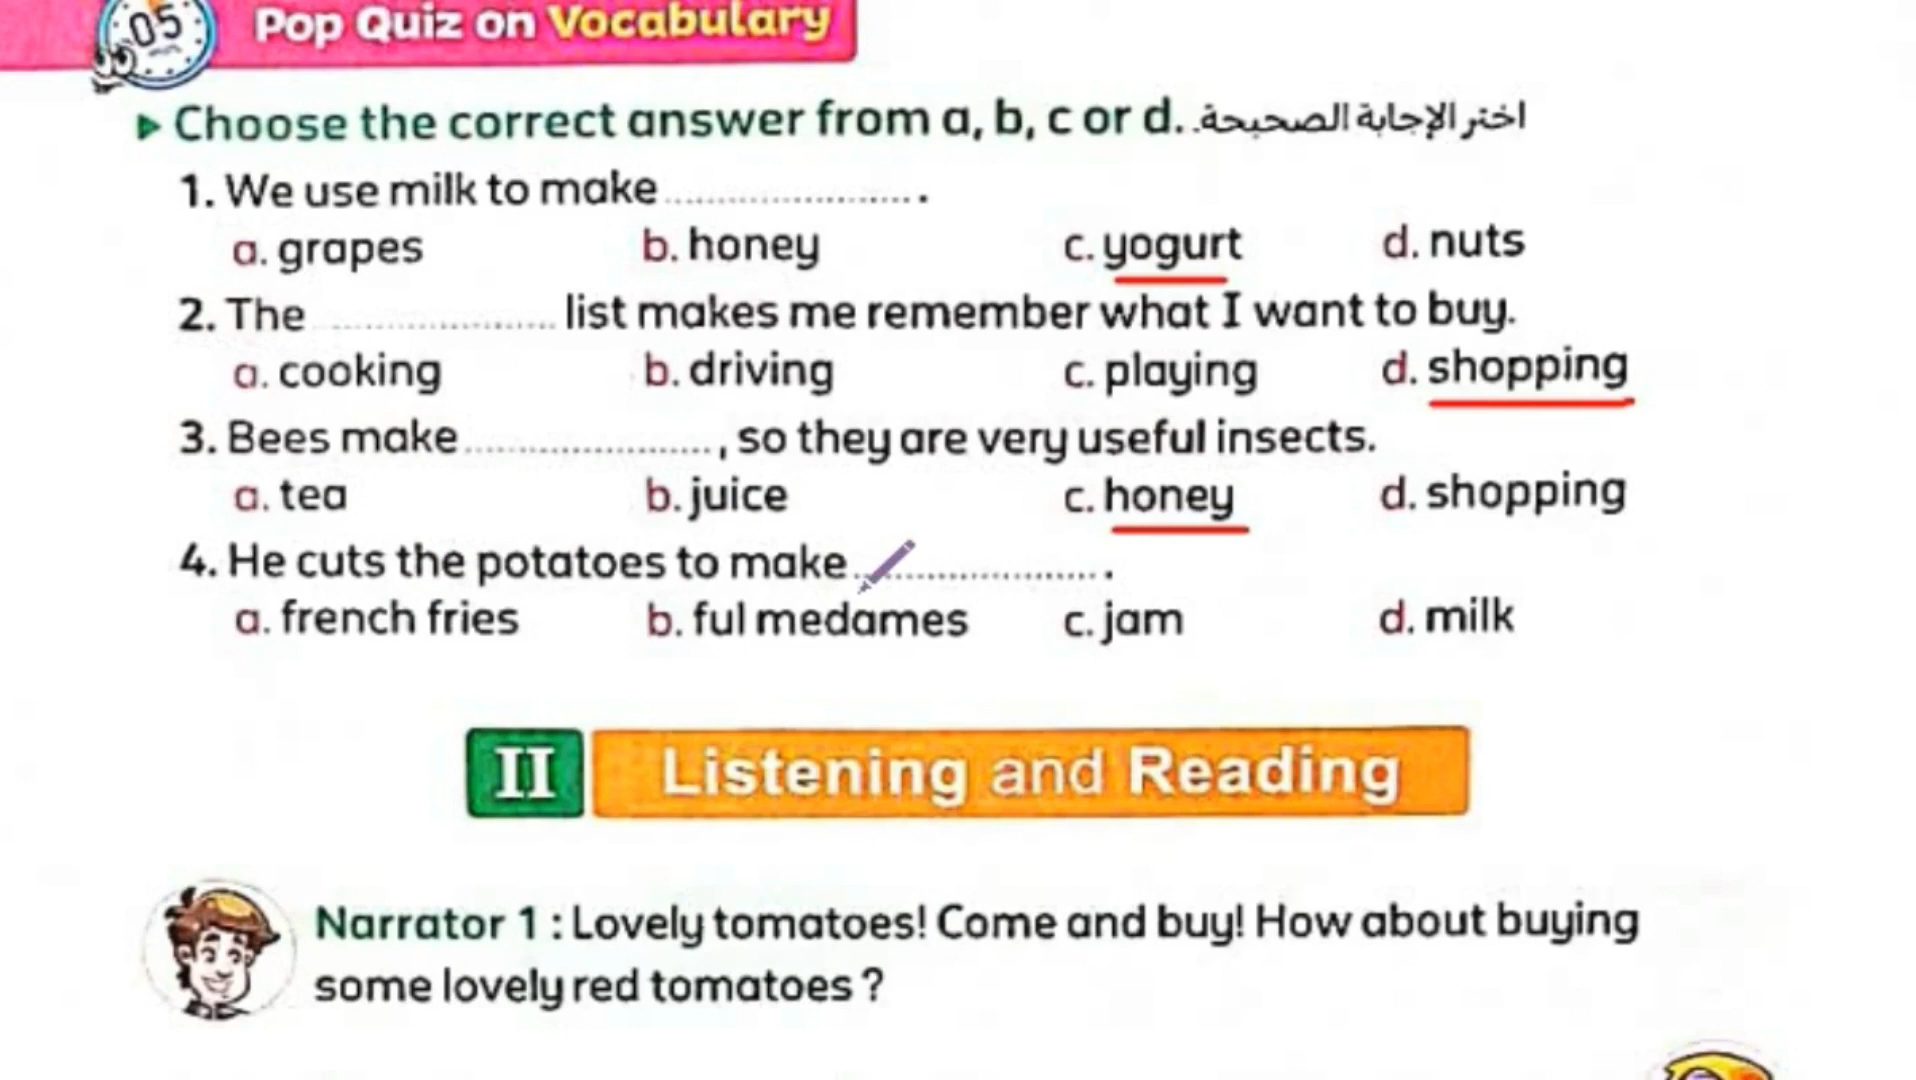 05
Pop Quiz on Vocabulary
Choose the correct answer from a, b, c or d. اختر الإجابة الصحيحة.
1. We use milk to make .................... .
a. grapes b. honey c. yogurt d. nuts
2. The .................... list makes me remember what I want to buy.
a. cooking b. driving c. playing d. shopping
3. Bees make ...................., so they are very useful insects.
a. tea b. juice c. honey d. shopping
4. He cuts the potatoes to make .................... .
a. french fries b. ful medames c. jam d. milk
II Listening and Reading
Narrator 1 : Lovely tomatoes! Come and buy! How about buying
some lovely red tomatoes ?